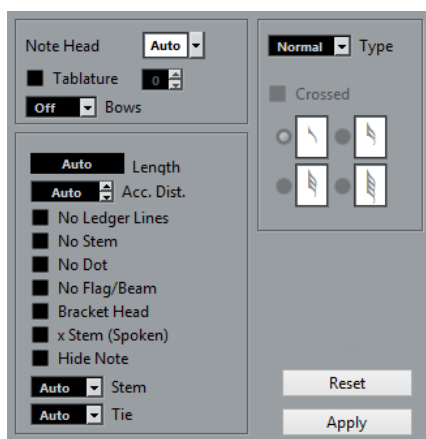 Note Head Auto
Tablature 0
Off Bows
Auto Length
Auto Acc. Dist.
No Ledger Lines
No Stem
No Dot
No Flag/Beam
Bracket Head
x Stem (Spoken)
Hide Note
Auto Stem
Auto Tie
Normal Type
Crossed
Reset
Apply